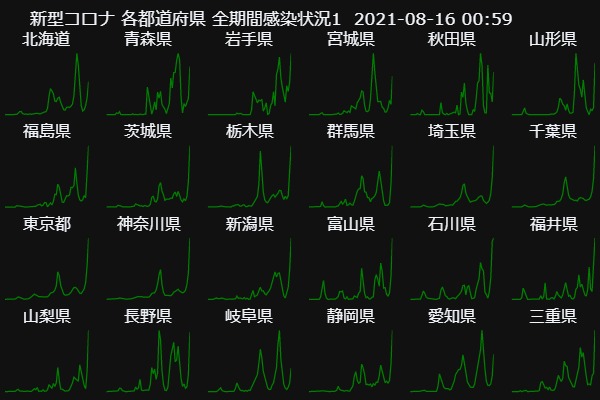 新型コロナ 各都道府県 全期間感染状況1 2021-08-16 00:59
北海道 青森県 岩手県 宮城県 秋田県 山形県
福島県 茨城県 栃木県 群馬県 埼玉県 千葉県
東京都 神奈川県 新潟県 富山県 石川県 福井県
山梨県 長野県 岐阜県 静岡県 愛知県 三重県